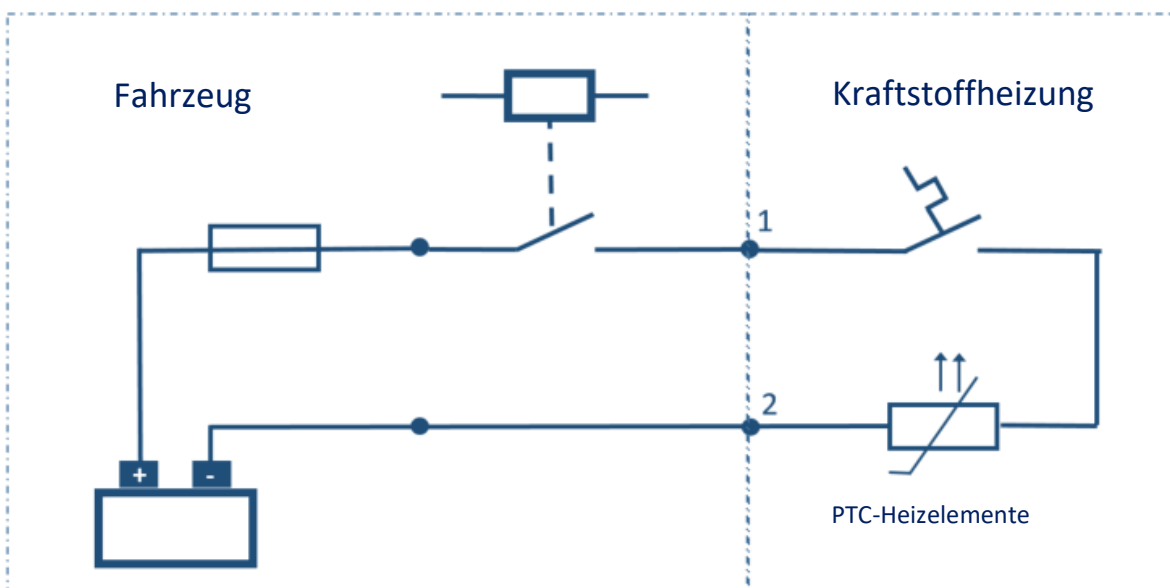 Fahrzeug
Kraftstoffheizung
1
2
+
-
PTC-Heizelemente